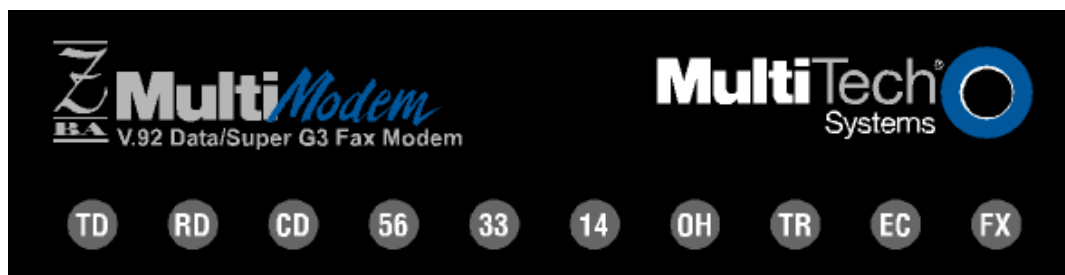 Z
BA
MultiModem
V.92 Data/Super G3 Fax Modem
MultiTech®
Systems
TD RD CD 56 33 14 OH TR EC FX